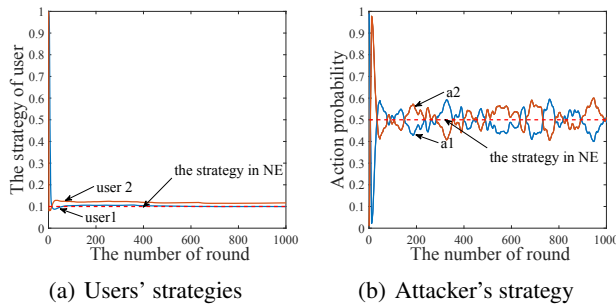 1
0.9
0.8
0.7
0.6
0.5
0.4
0.3
0.2
0.1
0
0 200 400 600 800 1000
The strategy of user
The number of round
the strategy in NE
user 2
user1
(a) Users' strategies
1
0.9
0.8
0.7
0.6
0.5
0.4
0.3
0.2
0.1
0
0 200 400 600 800 1000
Action probability
The number of round
a2
a1
the strategy in NE
(b) Attacker's strategy